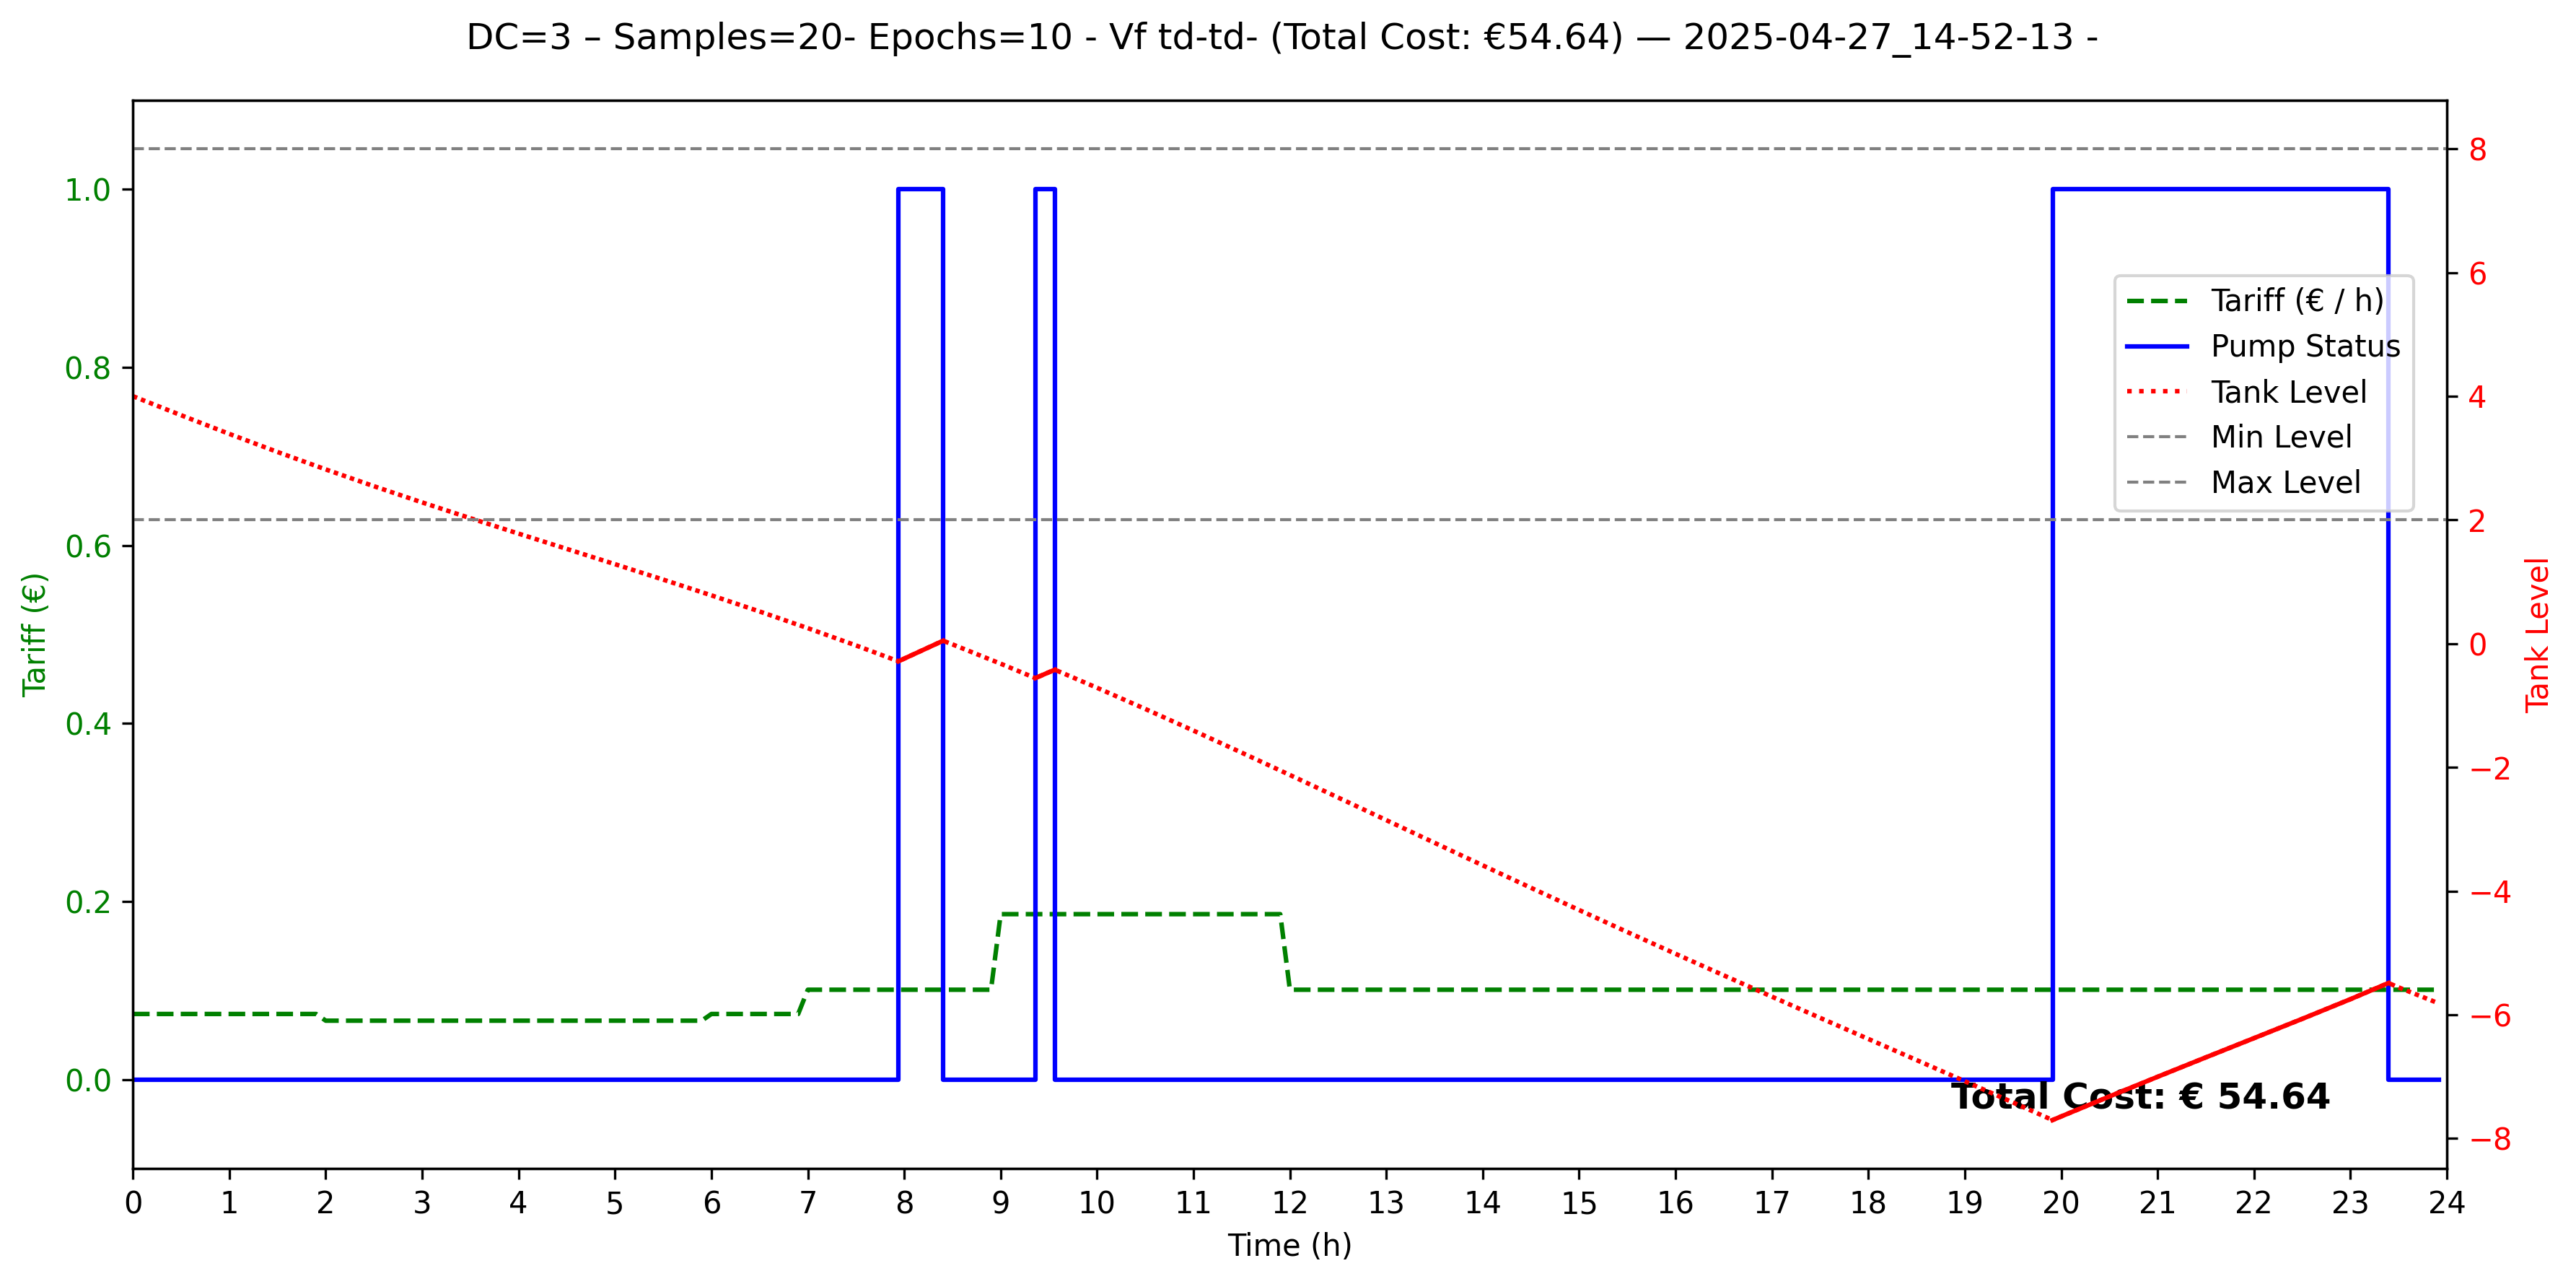 DC=3 – Samples=20- Epochs=10 - Vf td-td- (Total Cost: €54.64) — 2025-04-27_14-52-13 -
1.0
0.8
0.6
0.4
0.2
0.0
Tariff (€)
8
6
4
2
0
−2
−4
−6
−8
Tank Level
Tariff (€ / h)
Pump Status
Tank Level
Min Level
Max Level
Total Cost: € 54.64
0 1 2 3 4 5 6 7 8 9 10 11 12 13 14 15 16 17 18 19 20 21 22 23 24
Time (h)